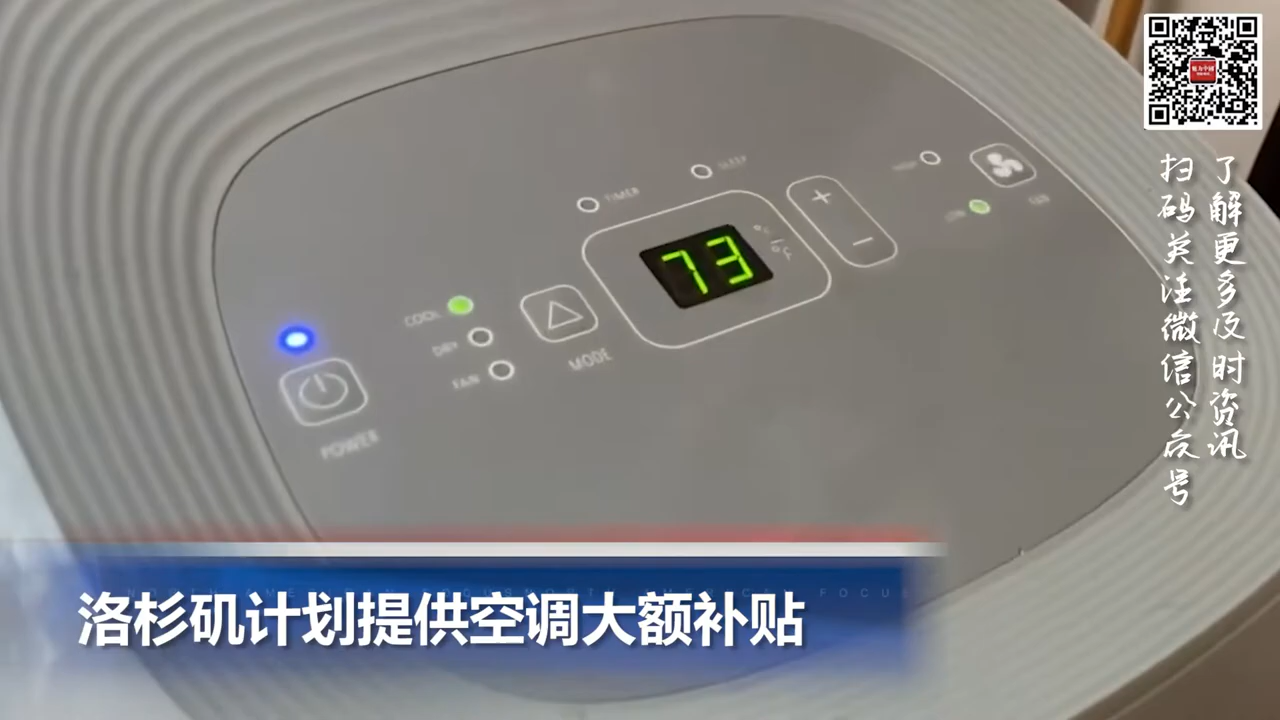 了解更多及时资讯
扫码关注微信公众号
SLEEP
TIMER
73
°C
°F
+
−
COOL
DRY
FAN
MODE
POWER
洛杉矶计划提供空调大额补贴